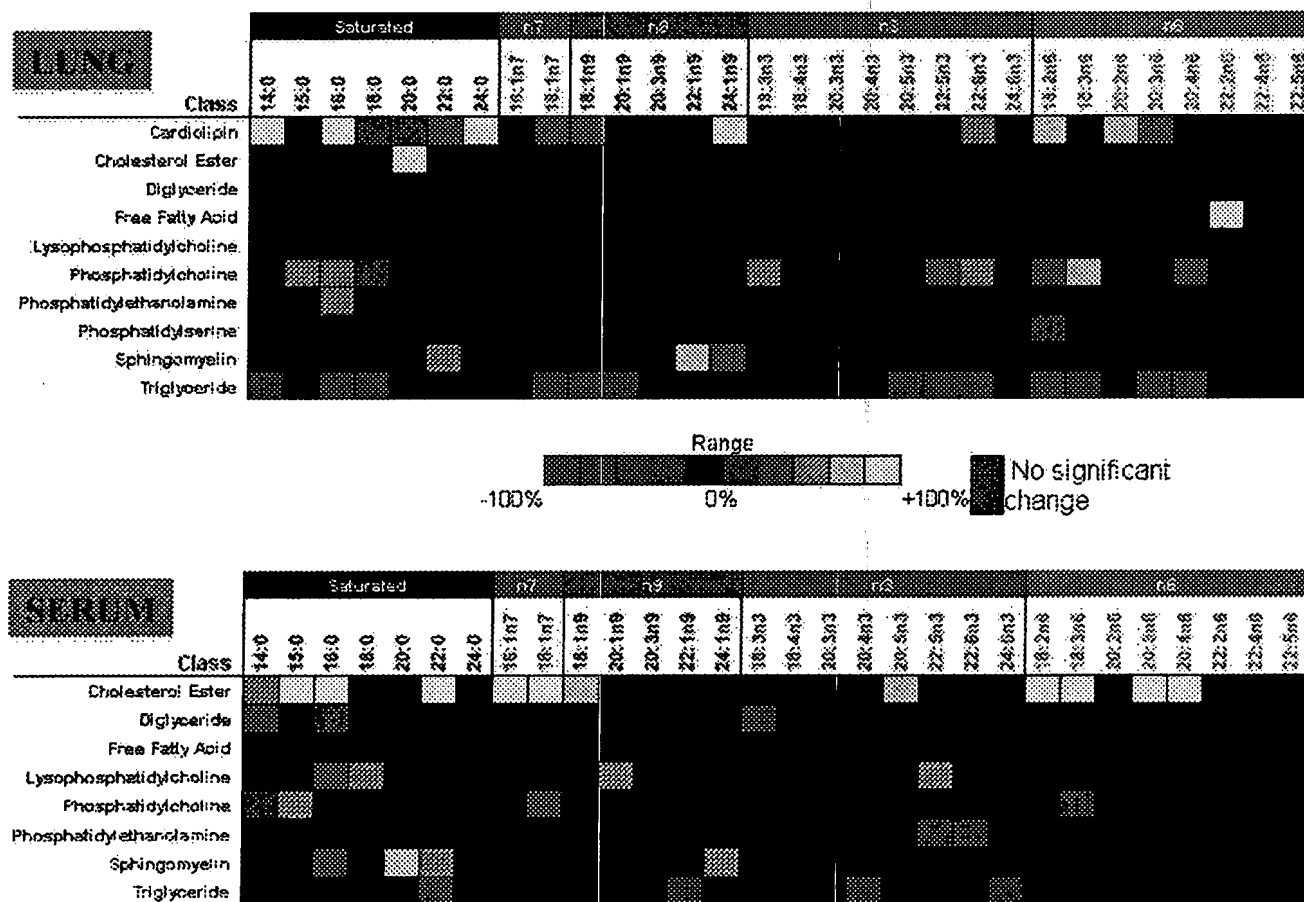 LUNG
Saturated n7 n9 n3 n6
Class 14:0 15:0 16:0 18:0 20:0 22:0 24:0 16:1n7 18:1n7 18:1n9 20:1n9 20:3n9 22:1n9 24:1n9 18:3n3 18:4n3 20:3n3 20:4n3 20:5n3 22:5n3 22:6n3 24:6n3 18:2n6 18:3n6 20:2n6 20:3n6 20:4n6 22:2n6 22:4n6 22:5n6
Cardiolipin
Cholesterol Ester
Diglyceride
Free Fatty Acid
Lysophosphatidylcholine
Phosphatidylcholine
Phosphatidylethanolamine
Phosphatidylserine
Sphingomyelin
Triglyceride
Range
-100% 0% +100%
No significant
change
SERUM
Saturated n7 n9 n3 n6
Class 14:0 15:0 16:0 18:0 20:0 22:0 24:0 16:1n7 18:1n7 18:1n9 20:1n9 20:3n9 22:1n9 24:1n9 18:3n3 18:4n3 20:3n3 20:4n3 20:5n3 22:5n3 22:6n3 24:6n3 18:2n6 18:3n6 20:2n6 20:3n6 20:4n6 22:2n6 22:4n6 22:5n6
Cholesterol Ester
Diglyceride
Free Fatty Acid
Lysophosphatidylcholine
Phosphatidylcholine
Phosphatidylethanolamine
Sphingomyelin
Triglyceride